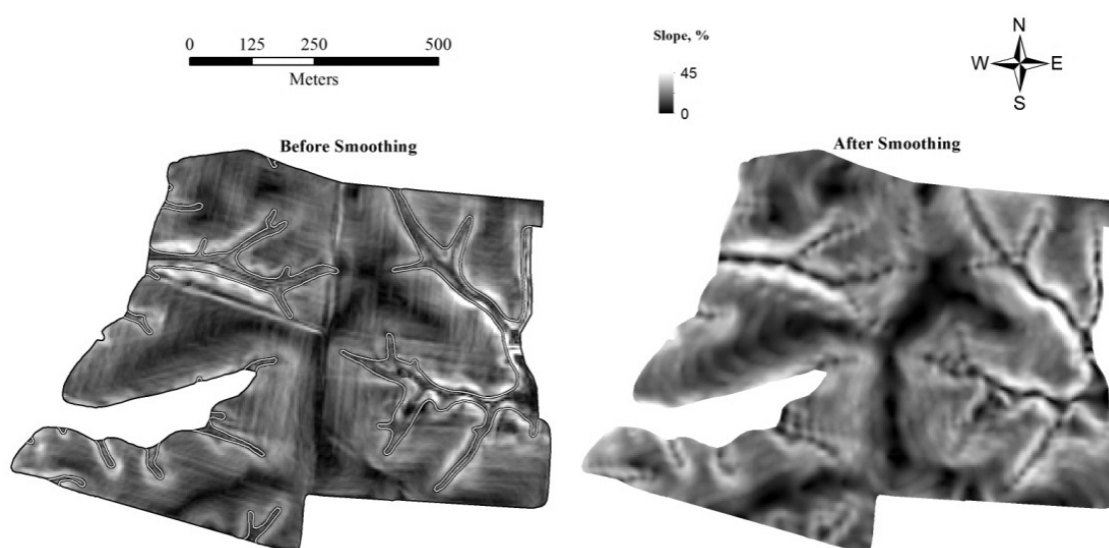 0 125 250 500
Meters
Slope, %
45
0
N
W E
S
Before Smoothing
After Smoothing